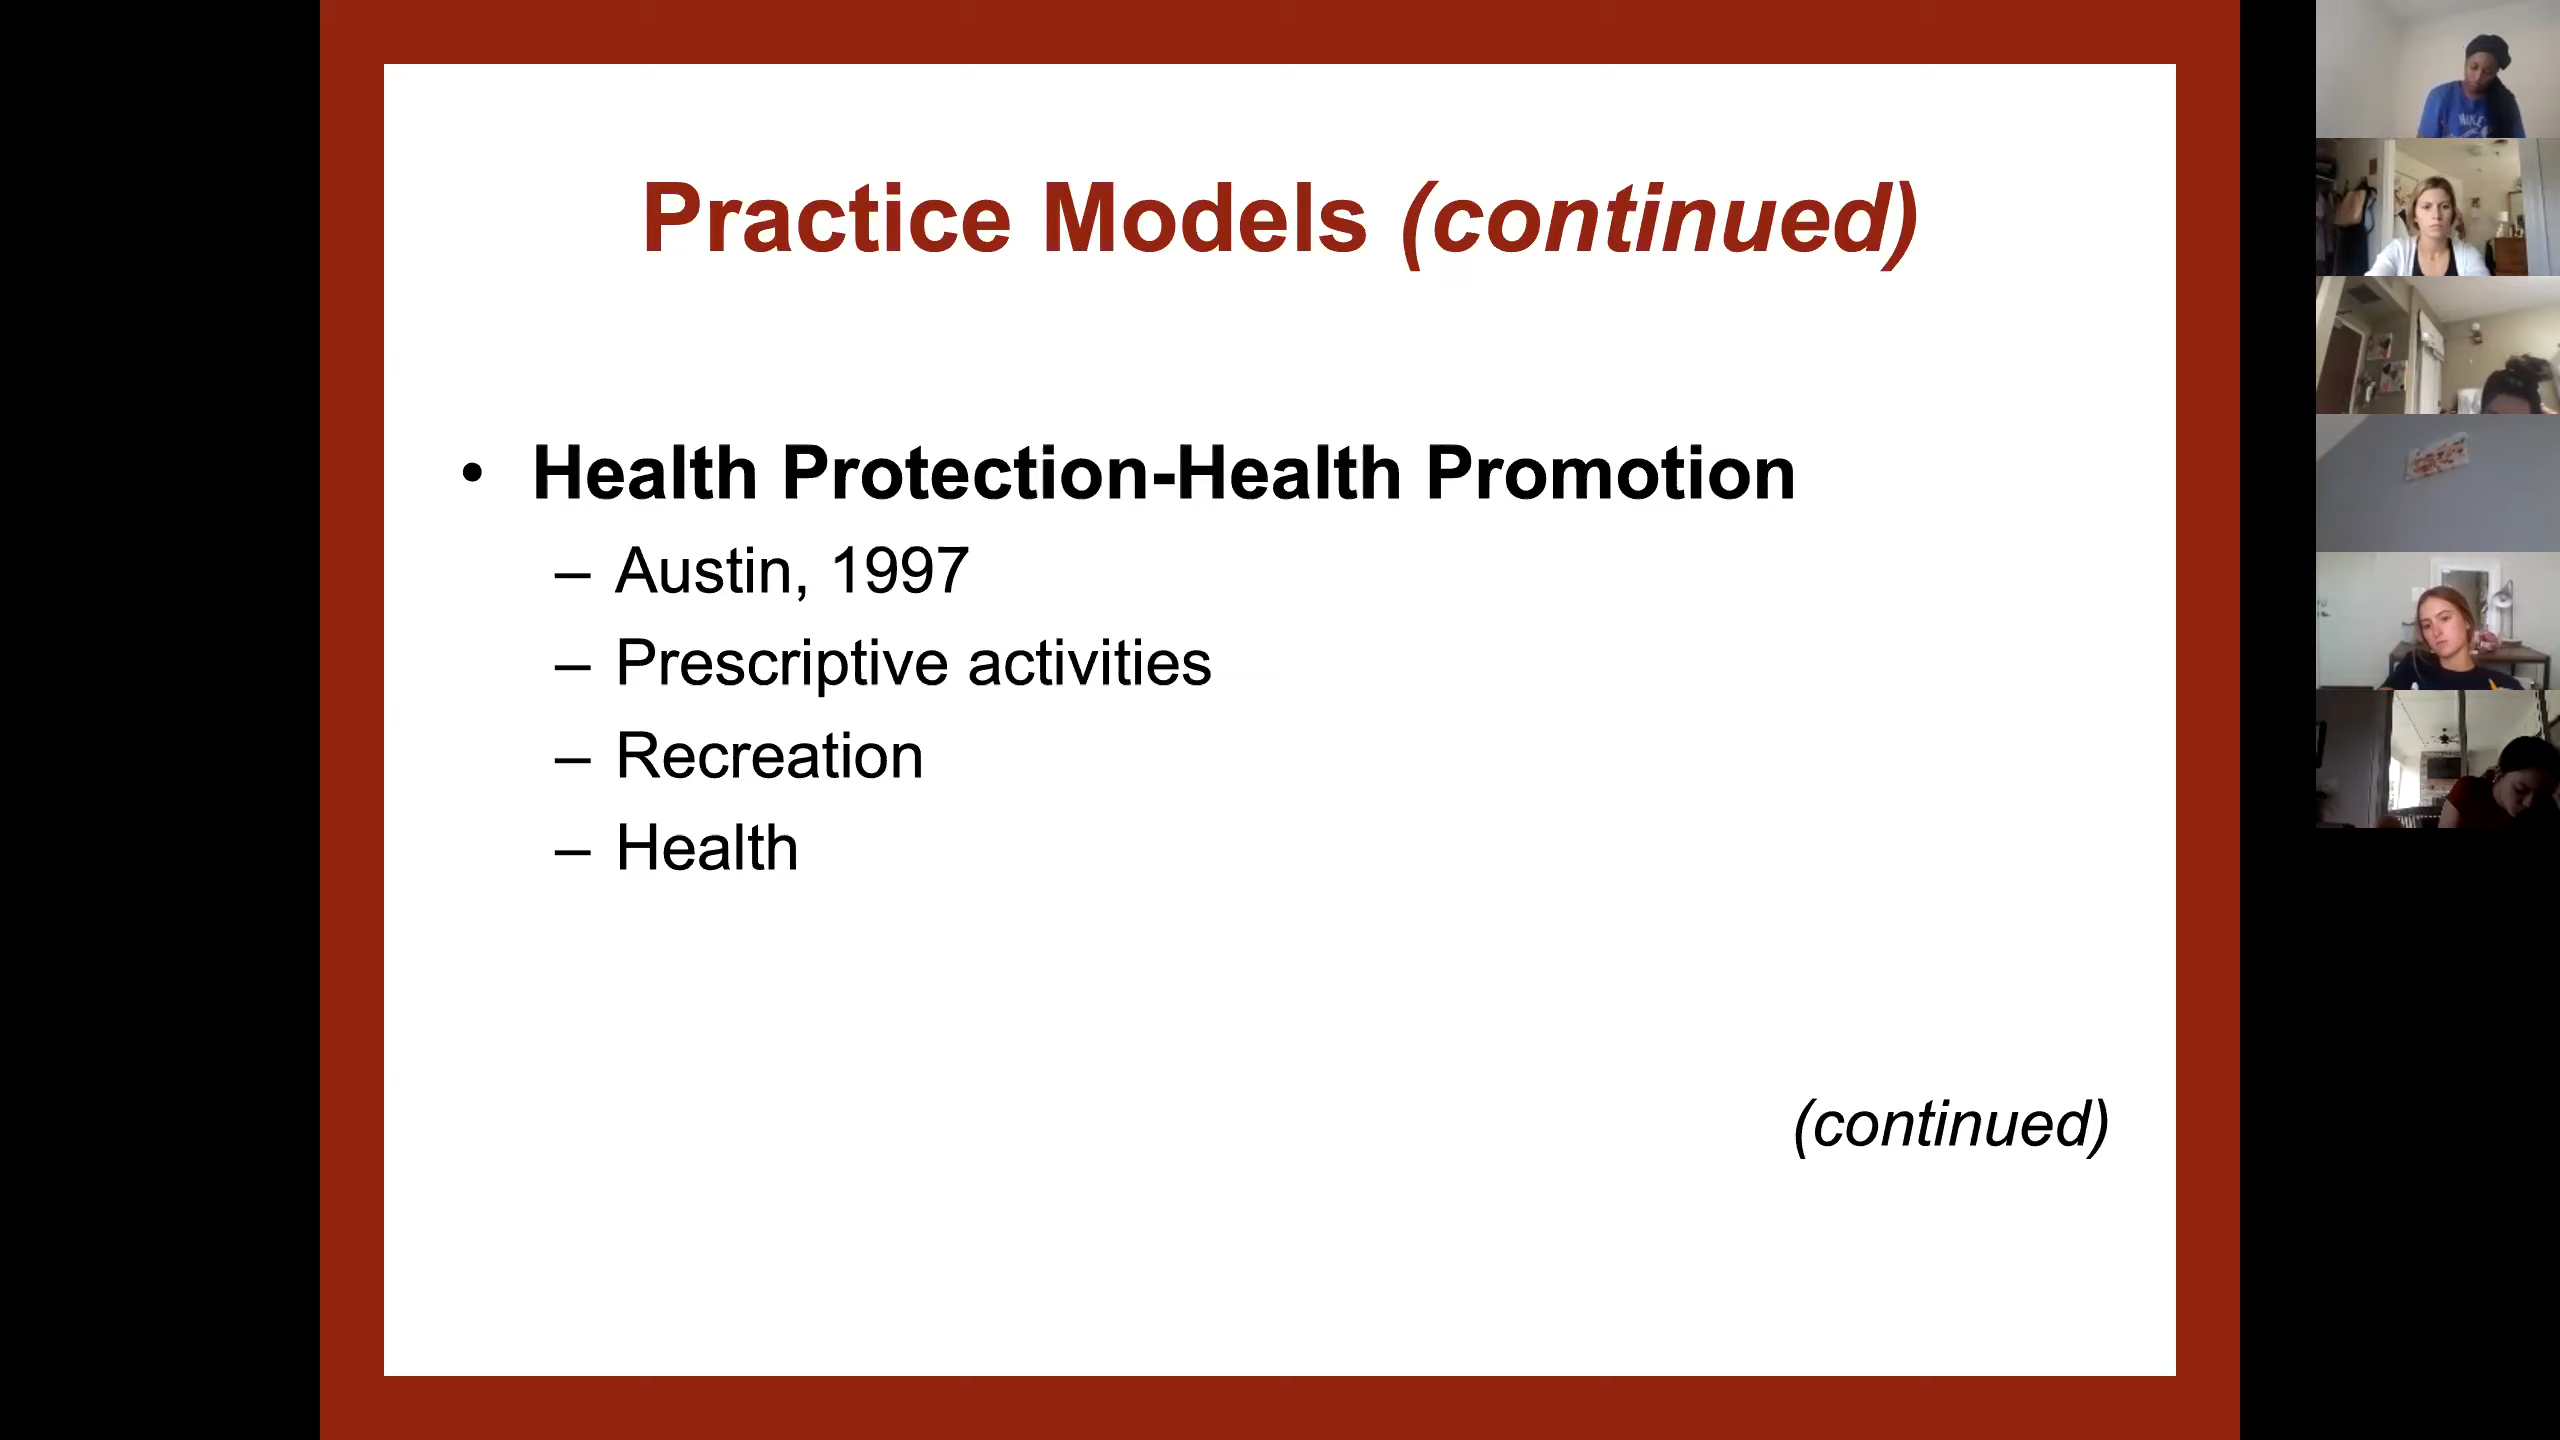 Practice Models (continued)
• Health Protection-Health Promotion
– Austin, 1997
– Prescriptive activities
– Recreation
– Health
(continued)